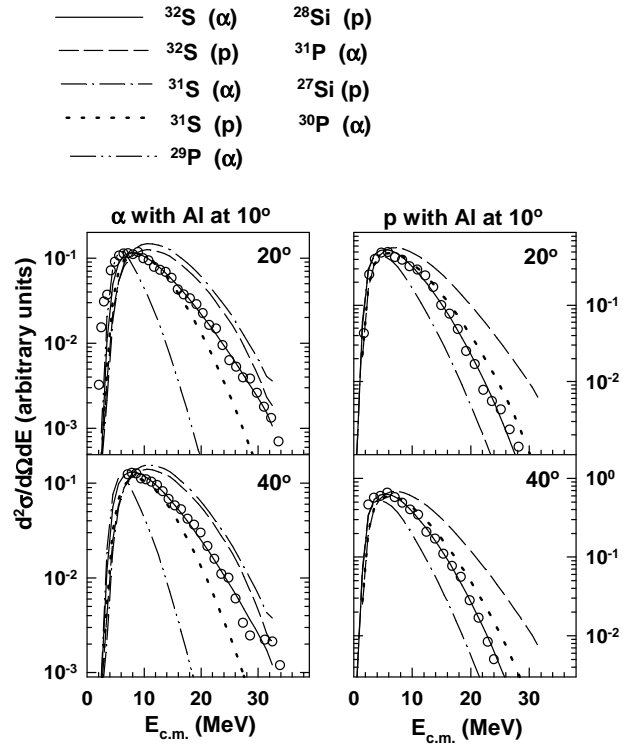 ³²S (α) ²⁸Si (p)
³²S (p) ³¹P (α)
³¹S (α) ²⁷Si (p)
³¹S (p) ³⁰P (α)
²⁹P (α)
α with Al at 10°
p with Al at 10°
d²σ/dΩdE (arbitrary units)
20°
10⁻¹
10⁻²
10⁻³
20°
10⁻¹
10⁻²
40°
10⁻¹
10⁻²
10⁻³
40°
10⁰
10⁻¹
10⁻²
0 10 20 30
0 10 20 30
E_c.m. (MeV)
E_c.m. (MeV)